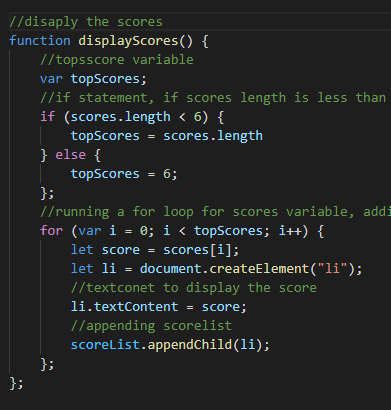 //disaply the scores
function displayScores() {
//topsscore variable
var topScores;
//if statement, if scores length is less than
if (scores.length < 6) {
topScores = scores.length
} else {
topScores = 6;
};
//running a for loop for scores variable, addi
for (var i = 0; i < topScores; i++) {
let score = scores[i];
let li = document.createElement("li");
//textconet to display the score
li.textContent = score;
//appending scorelist
scoreList.appendChild(li);
};
};